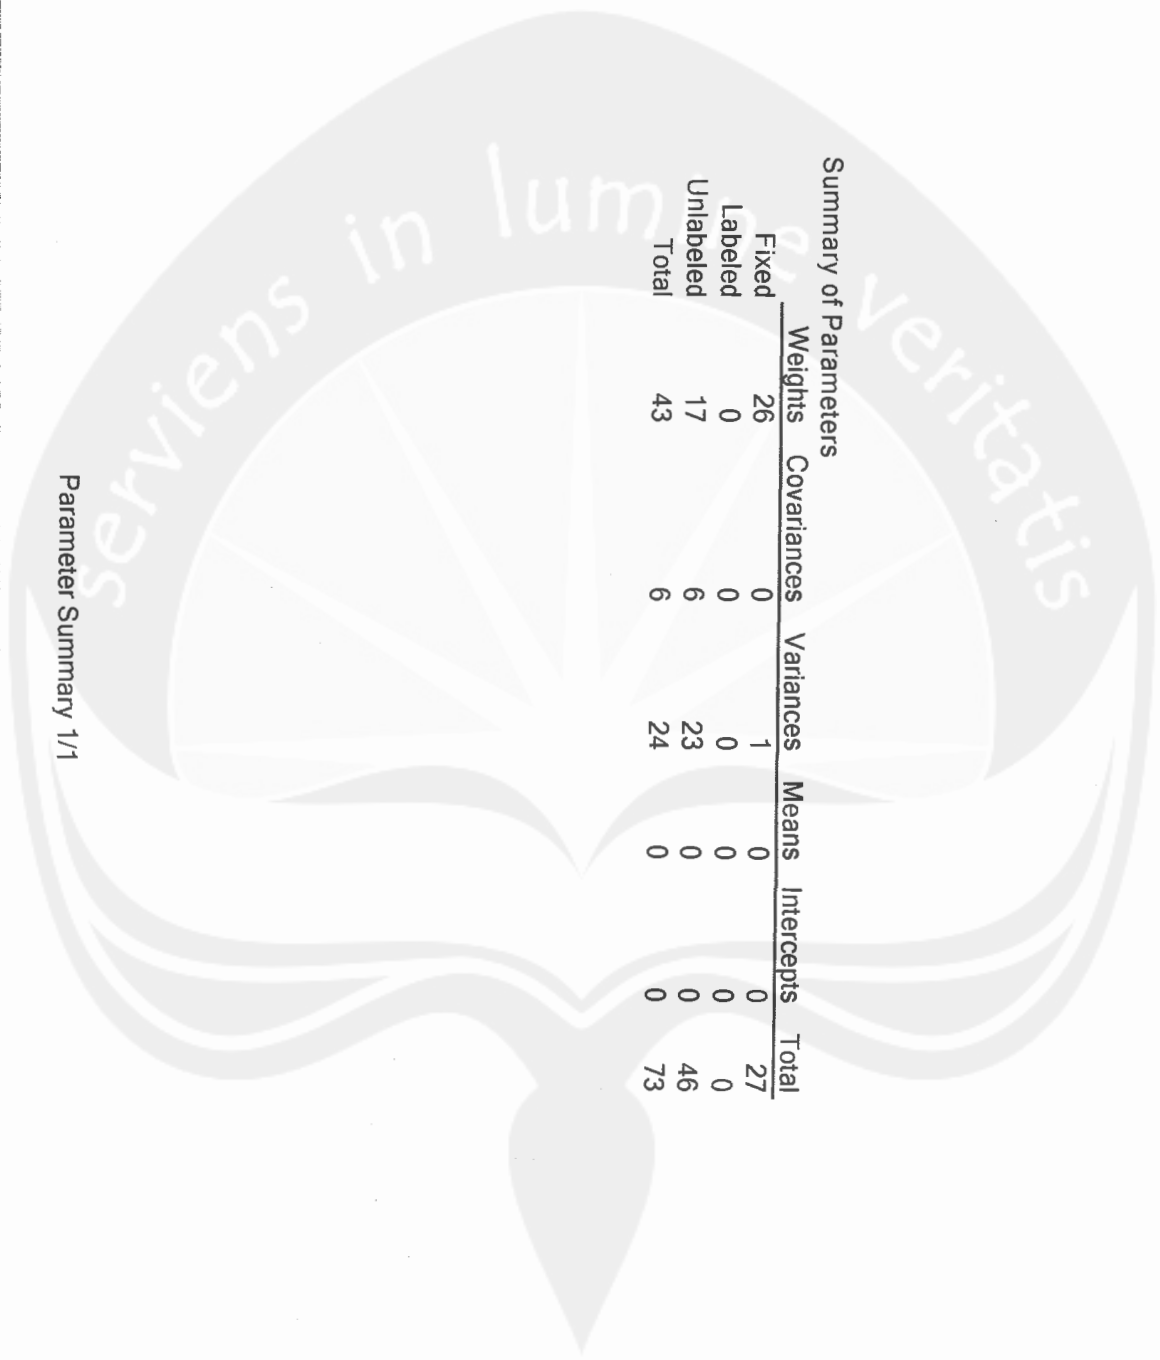 serviens in lumine veritatis
Summary of Parameters
Weights Covariances Variances Means Intercepts Total
Fixed 26 0 1 0 0 27
Labeled 0 0 0 0 0 0
Unlabeled 17 6 23 0 0 46
Total 43 6 24 0 0 73
Parameter Summary 1/1